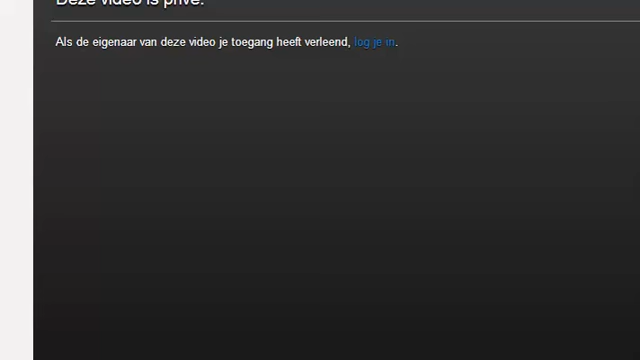 Deze video is privé.
Als de eigenaar van deze video je toegang heeft verleend, log je in.